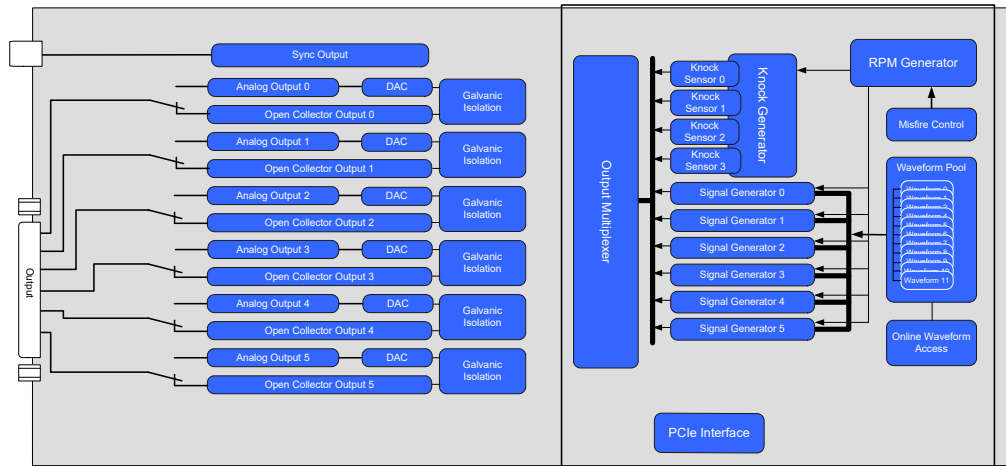 Sync Output
Analog Output 0
DAC
Open Collector Output 0
Galvanic
Isolation
Analog Output 1
DAC
Open Collector Output 1
Galvanic
Isolation
Analog Output 2
DAC
Open Collector Output 2
Galvanic
Isolation
Analog Output 3
DAC
Open Collector Output 3
Galvanic
Isolation
Analog Output 4
DAC
Open Collector Output 4
Galvanic
Isolation
Analog Output 5
DAC
Open Collector Output 5
Galvanic
Isolation
Output
Output Multiplexer
Knock
Sensor 0
Knock
Sensor 1
Knock
Sensor 2
Knock
Sensor 3
Knock Generator
Signal Generator 0
Signal Generator 1
Signal Generator 2
Signal Generator 3
Signal Generator 4
Signal Generator 5
RPM Generator
Misfire Control
Waveform Pool
Waveform 11
Online Waveform
Access
PCIe Interface